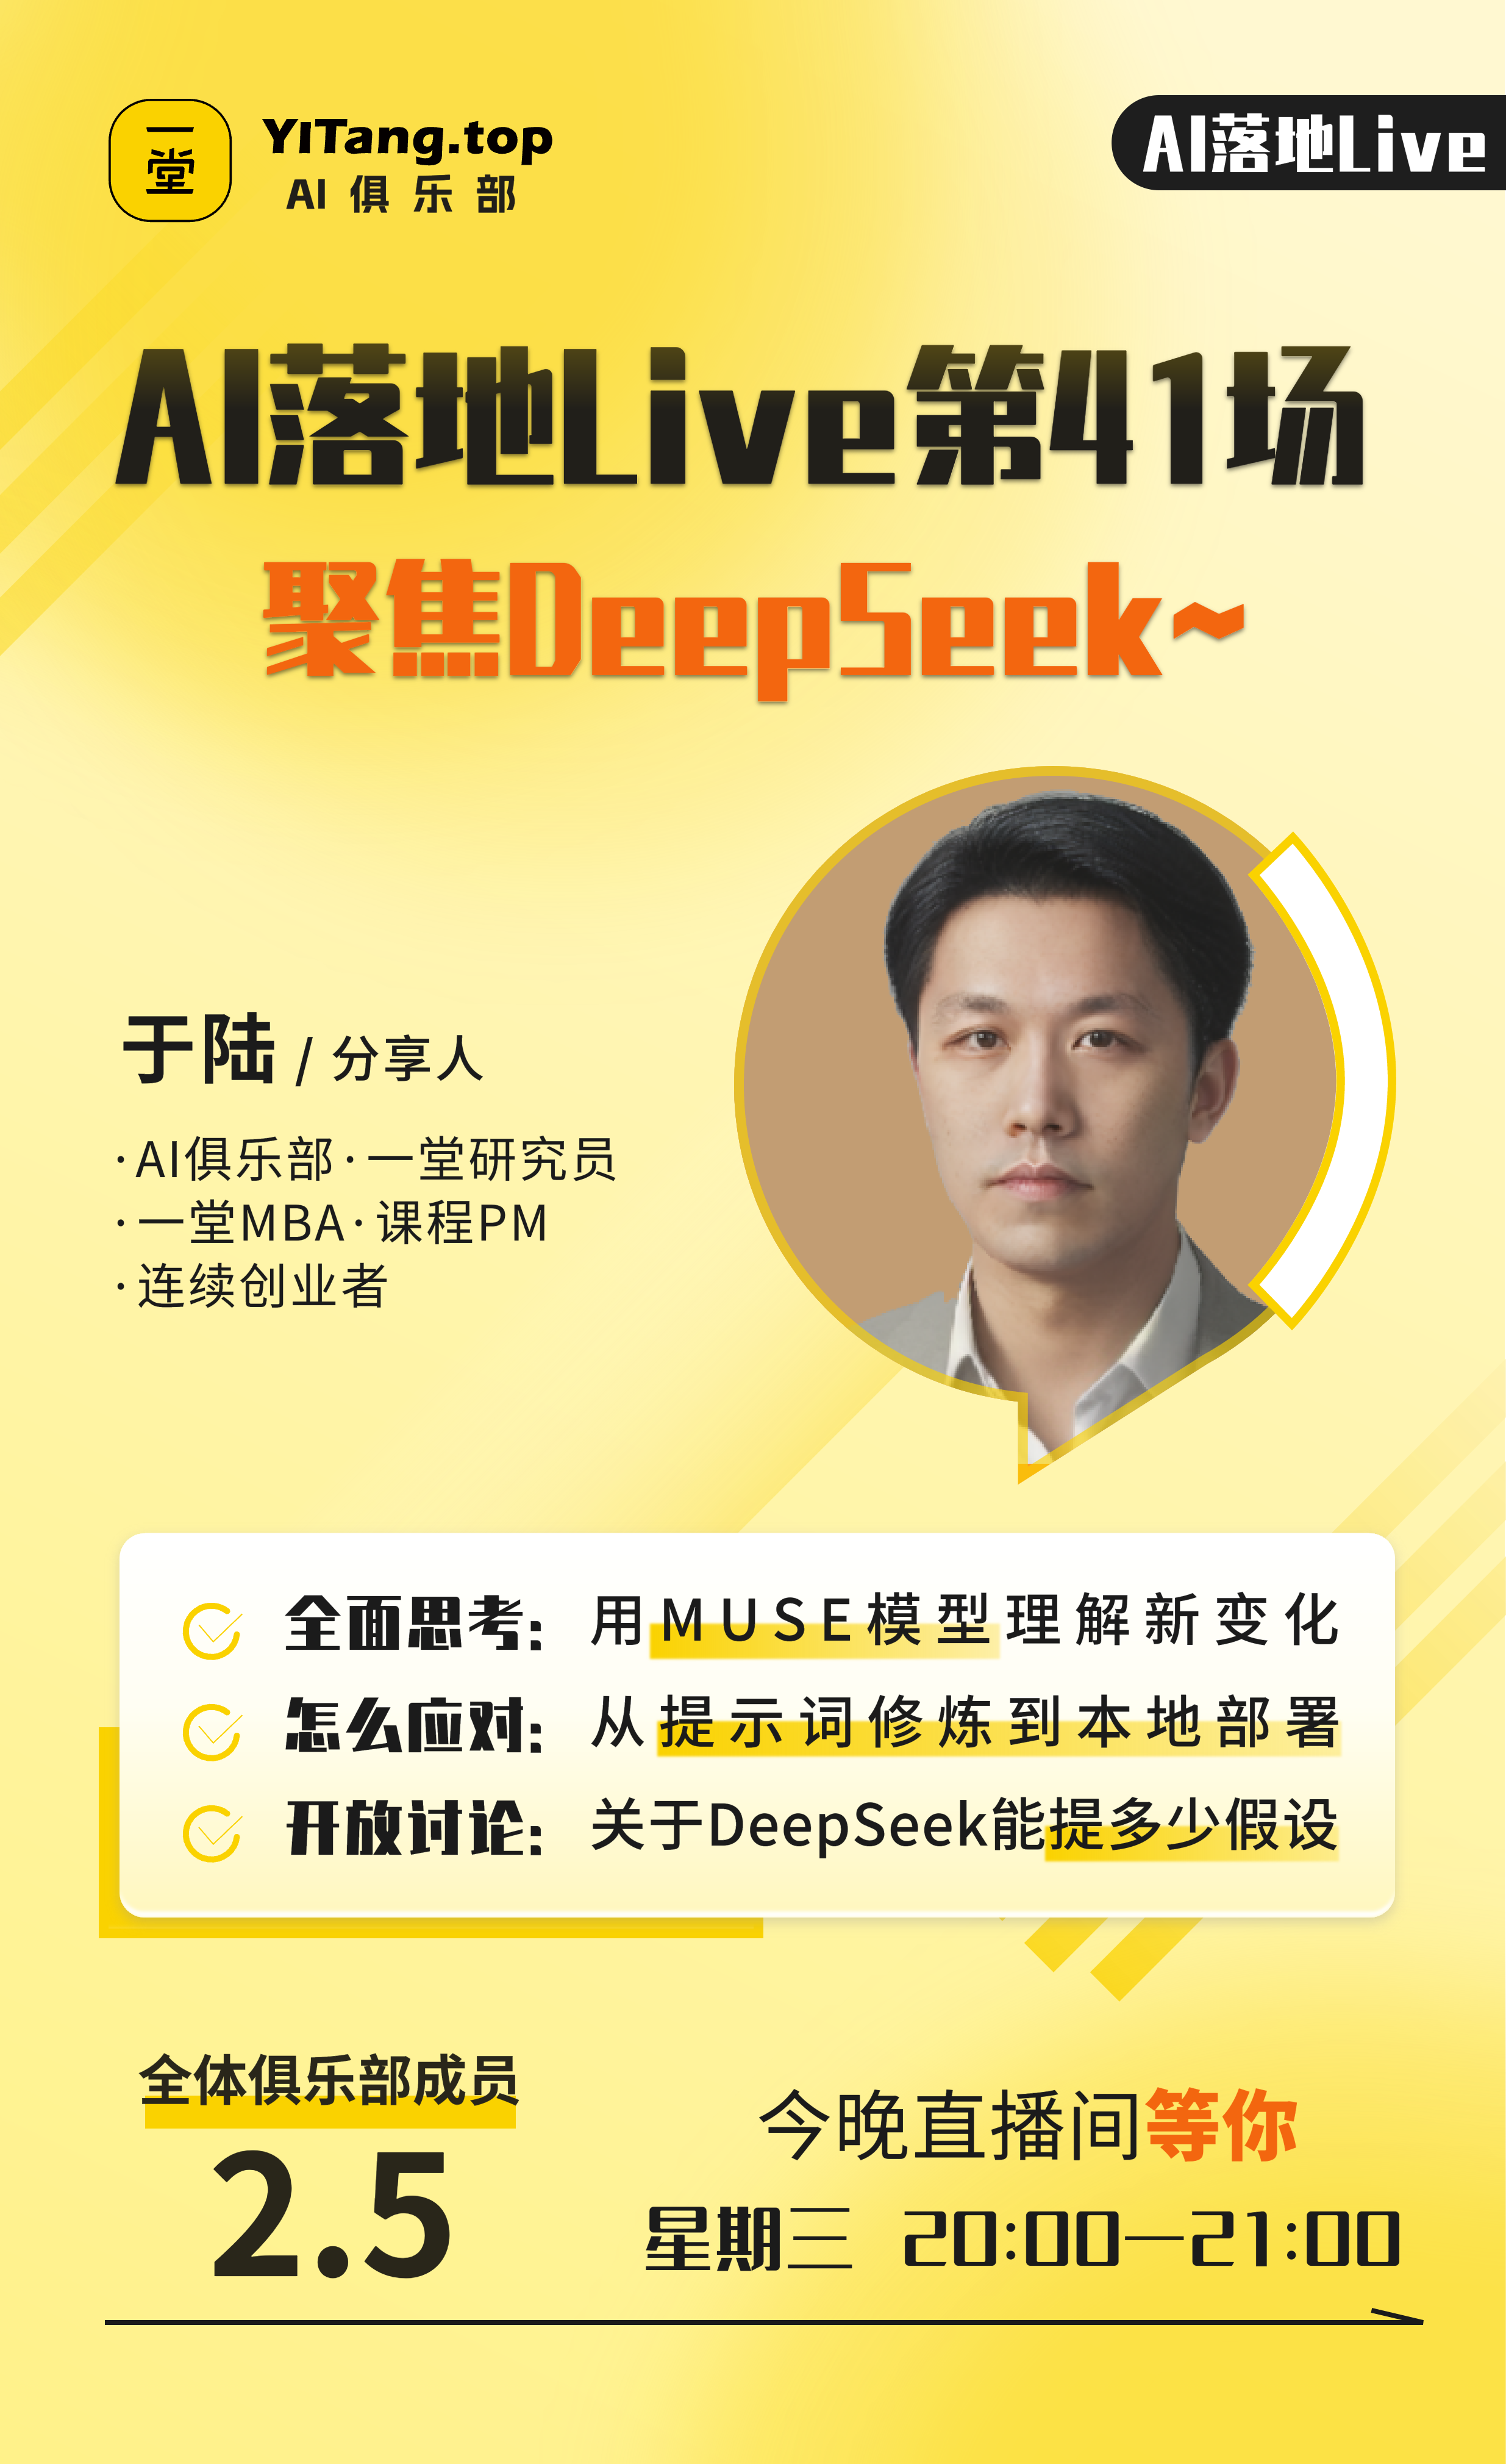 一堂
YITang.top
AI 俱 乐 部
AI落地Live
AI落地Live第41场
聚焦DeepSeek~
于陆 / 分享人
·AI俱乐部·一堂研究员
·一堂MBA·课程PM
·连续创业者
全面思考: 用MUSE模型理解新变化
怎么应对: 从提示词修炼到本地部署
开放讨论: 关于DeepSeek能提多少假设
全体俱乐部成员
2.5
今晚直播间等你
星期三 20:00—21:00